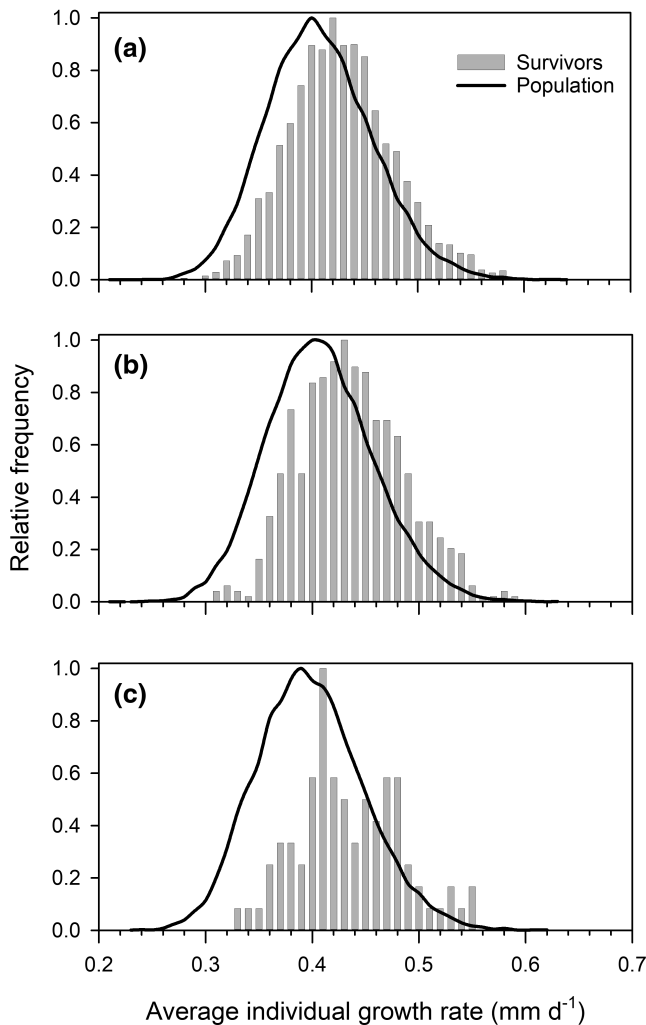 (a)
Survivors
Population
1.0
0.8
0.6
0.4
0.2
0.0
(b)
1.0
0.8
0.6
0.4
0.2
0.0
Relative frequency
(c)
1.0
0.8
0.6
0.4
0.2
0.0
0.2 0.3 0.4 0.5 0.6 0.7
Average individual growth rate (mm d⁻¹)